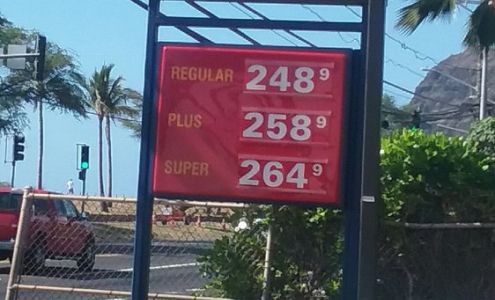 REGULAR 248 9
PLUS 258 9
SUPER 264 9